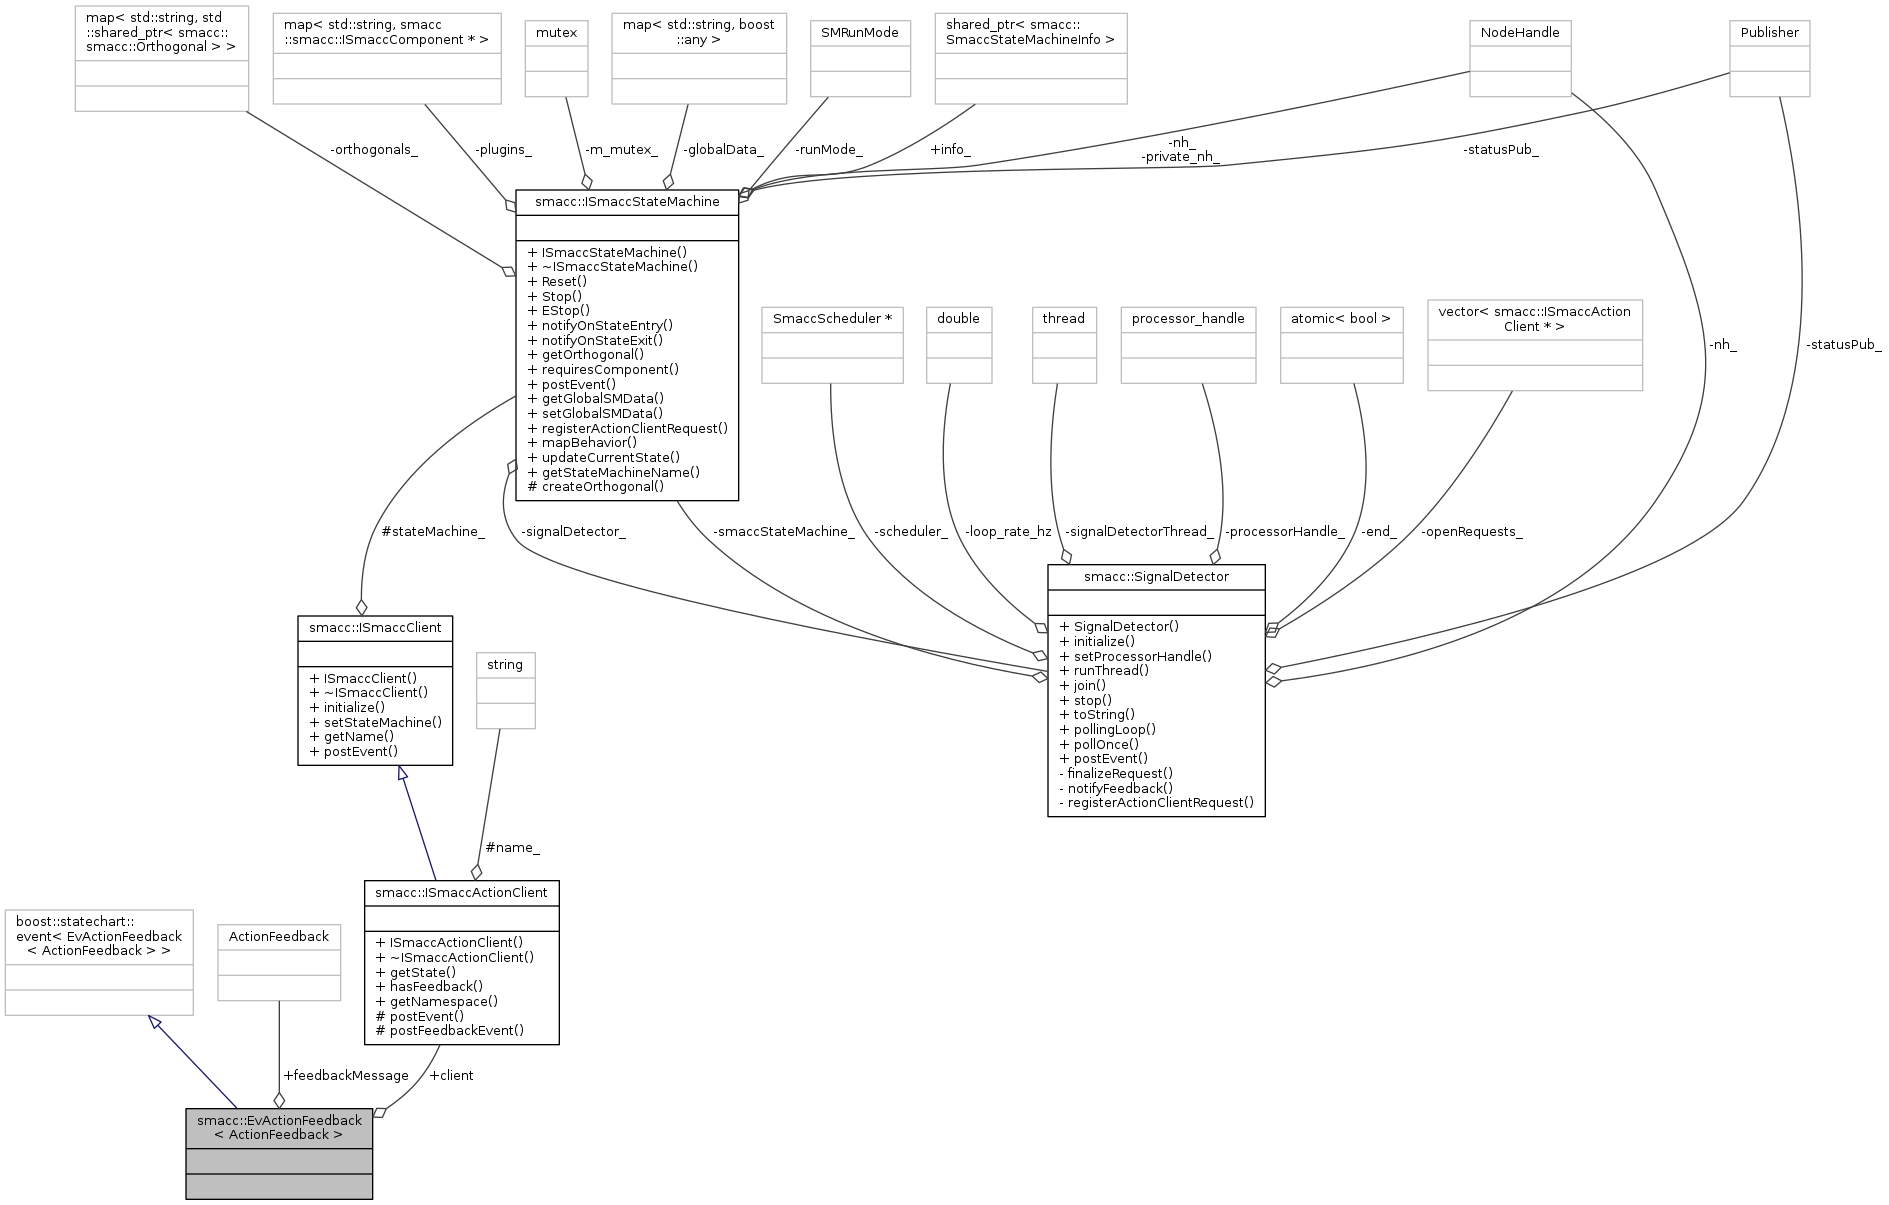 map< std::string, std
::shared_ptr< smacc::
smacc::Orthogonal > >
map< std::string, smacc
::smacc::ISmaccComponent * >
mutex
map< std::string, boost
::any >
SMRunMode
shared_ptr< smacc::
SmaccStateMachineInfo >
NodeHandle
Publisher
-orthogonals_
-plugins_
-m_mutex_
-globalData_
-runMode_
+info_
-nh_
-private_nh_
-statusPub_
smacc::ISmaccStateMachine
+ ISmaccStateMachine()
+ ~ISmaccStateMachine()
+ Reset()
+ Stop()
+ EStop()
+ notifyOnStateEntry()
+ notifyOnStateExit()
+ getOrthogonal()
+ requiresComponent()
+ postEvent()
+ getGlobalSMData()
+ setGlobalSMData()
+ registerActionClientRequest()
+ mapBehavior()
+ updateCurrentState()
+ getStateMachineName()
# createOrthogonal()
SmaccScheduler *
double
thread
processor_handle
atomic< bool >
vector< smacc::ISmaccAction
Client * >
-nh_
-statusPub_
#stateMachine_
-signalDetector_
-smaccStateMachine_
-scheduler_
-loop_rate_hz
-signalDetectorThread_
-processorHandle_
-end_
-openRequests_
smacc::SignalDetector
+ SignalDetector()
+ initialize()
+ setProcessorHandle()
+ runThread()
+ join()
+ stop()
+ toString()
+ pollingLoop()
+ pollOnce()
+ postEvent()
- finalizeRequest()
- notifyFeedback()
- registerActionClientRequest()
smacc::ISmaccClient
+ ISmaccClient()
+ ~ISmaccClient()
+ initialize()
+ setStateMachine()
+ getName()
+ postEvent()
string
#name_
smacc::ISmaccActionClient
+ ISmaccActionClient()
+ ~ISmaccActionClient()
+ getState()
+ hasFeedback()
+ getNamespace()
# postEvent()
# postFeedbackEvent()
boost::statechart::
event< EvActionFeedback
< ActionFeedback > >
ActionFeedback
+feedbackMessage
+client
smacc::EvActionFeedback
< ActionFeedback >